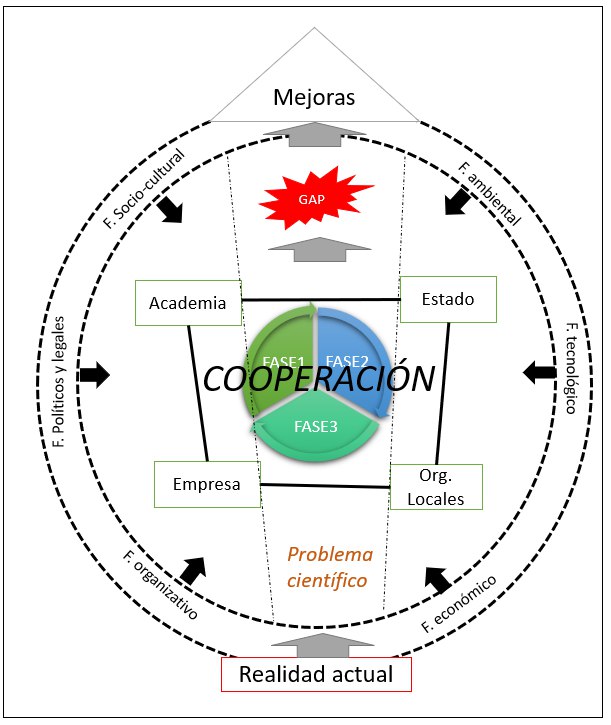 Mejoras
F. Socio-cultural
F. ambiental
GAP
Academia
Estado
F. Políticos y legales
F. tecnológico
FASE1
FASE2
COOPERACIÓN
FASE3
Empresa
Org.
Locales
Problema
científico
F. organizativo
F. económico
Realidad actual